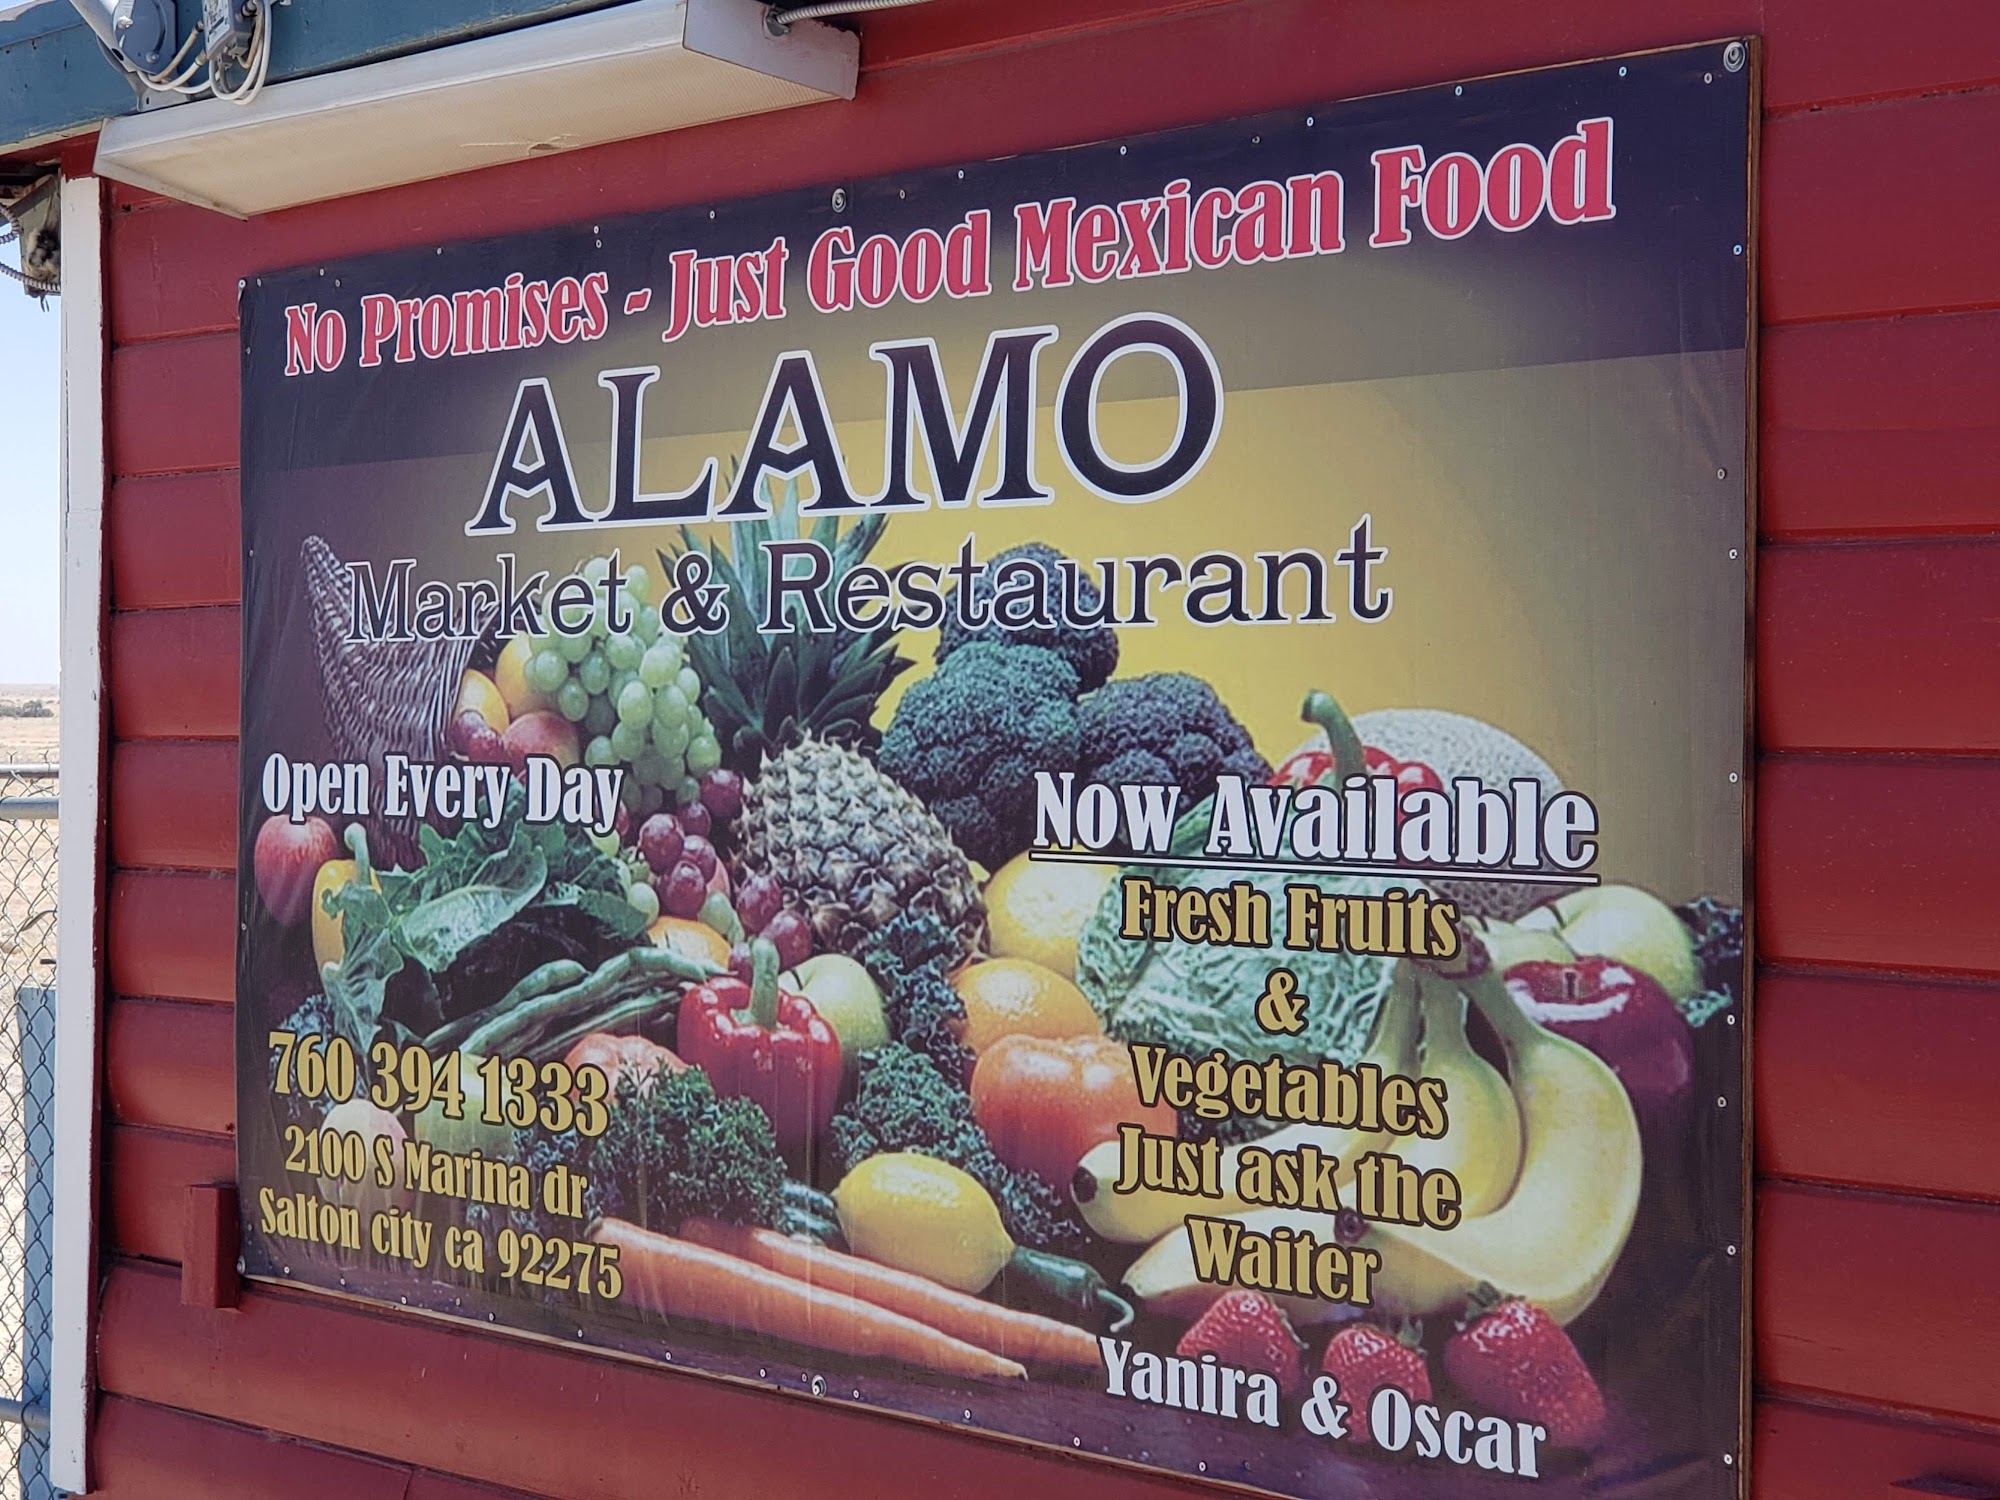 No Promises - Just Good Mexican Food
ALAMO
Market & Restaurant
Open Every Day
760 394 1333
2100 S Marina dr
Salton city ca 92275
Now Available
Fresh Fruits
&
Vegetables
Just ask the
Waiter
Yanira & Oscar